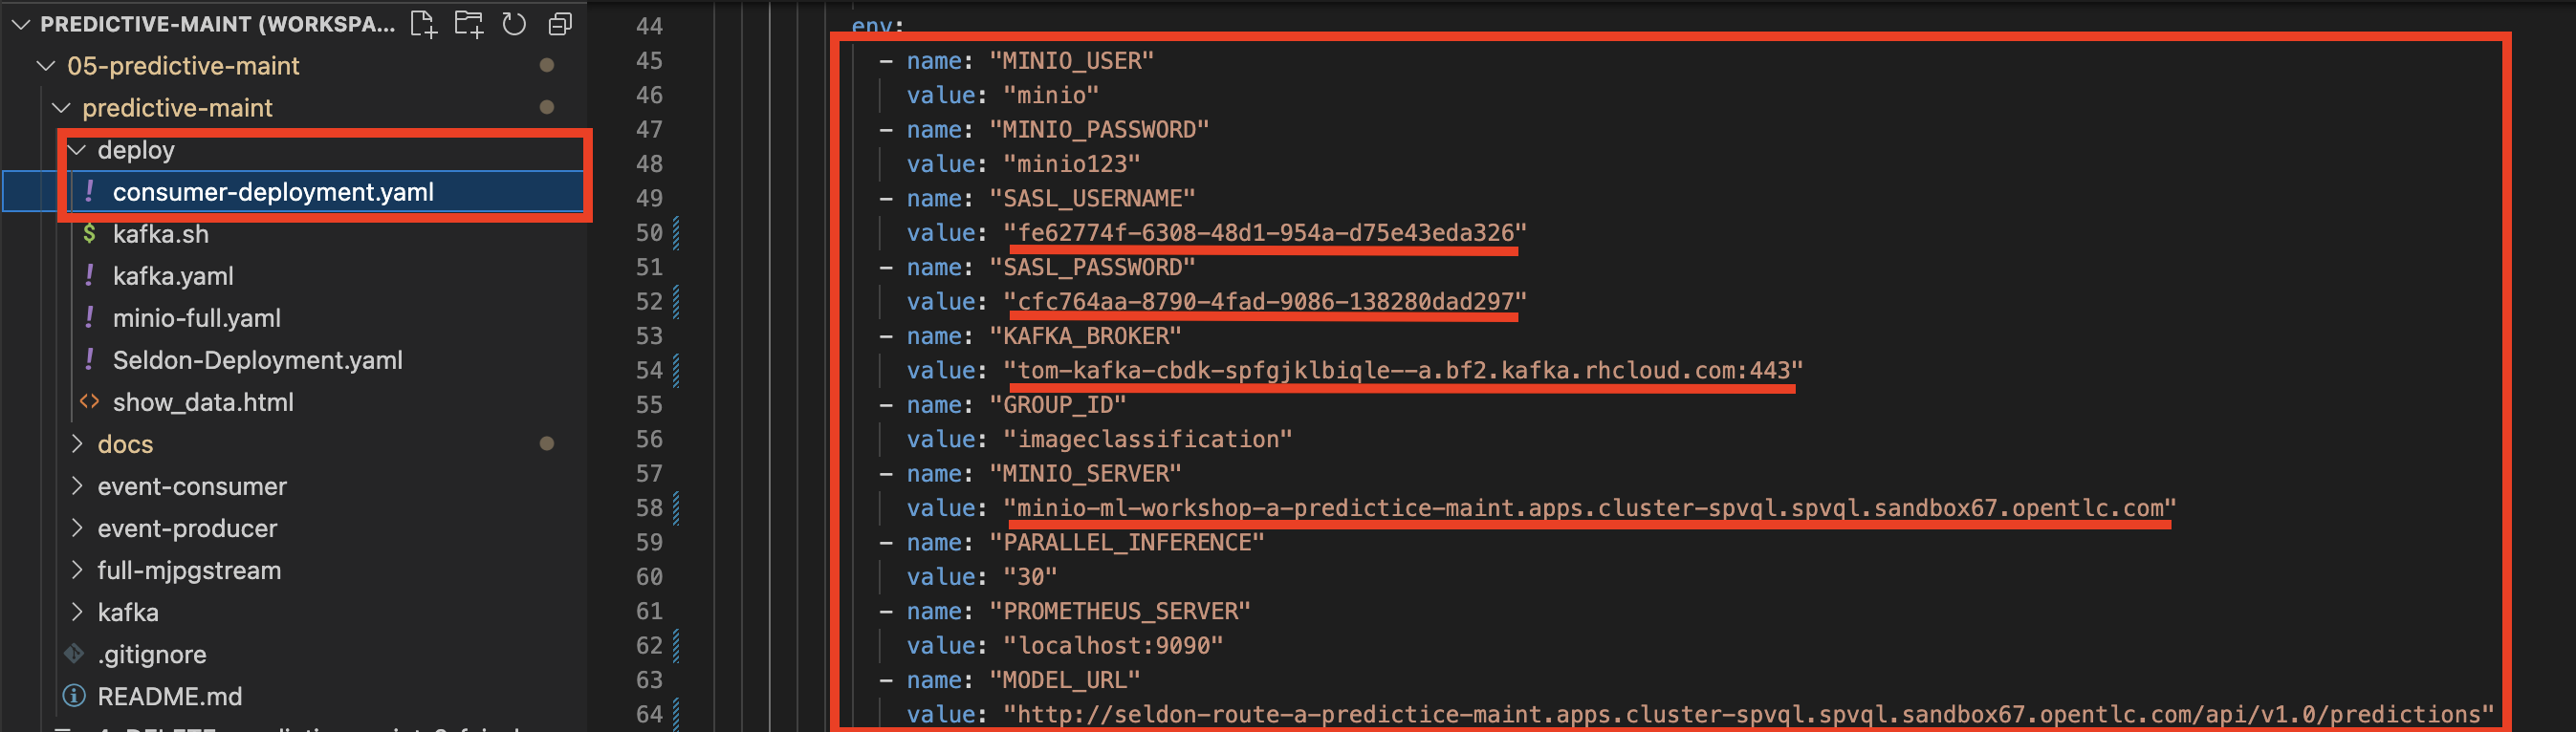 PREDICTIVE-MAINT (WORKSPA...
05-predictive-maint
predictive-maint
deploy
! consumer-deployment.yaml
$ kafka.sh
! kafka.yaml
! minio-full.yaml
! Seldon-Deployment.yaml
<> show_data.html
docs
event-consumer
event-producer
full-mjpgstream
kafka
.gitignore
README.md
44 env:
45 - name: "MINIO_USER"
46 value: "minio"
47 - name: "MINIO_PASSWORD"
48 value: "minio123"
49 - name: "SASL_USERNAME"
50 value: "fe62774f-6308-48d1-954a-d75e43eda326"
51 - name: "SASL_PASSWORD"
52 value: "cfc764aa-8790-4fad-9086-138280dad297"
53 - name: "KAFKA_BROKER"
54 value: "tom-kafka-cbdk-spfgjklbiqle--a.bf2.kafka.rhcloud.com:443"
55 - name: "GROUP_ID"
56 value: "imageclassification"
57 - name: "MINIO_SERVER"
58 value: "minio-ml-workshop-a-predictice-maint.apps.cluster-spvql.spvql.sandbox67.opentlc.com"
59 - name: "PARALLEL_INFERENCE"
60 value: "30"
61 - name: "PROMETHEUS_SERVER"
62 value: "localhost:9090"
63 - name: "MODEL_URL"
64 value: "http://seldon-route-a-predictice-maint.apps.cluster-spvql.spvql.sandbox67.opentlc.com/api/v1.0/predictions"